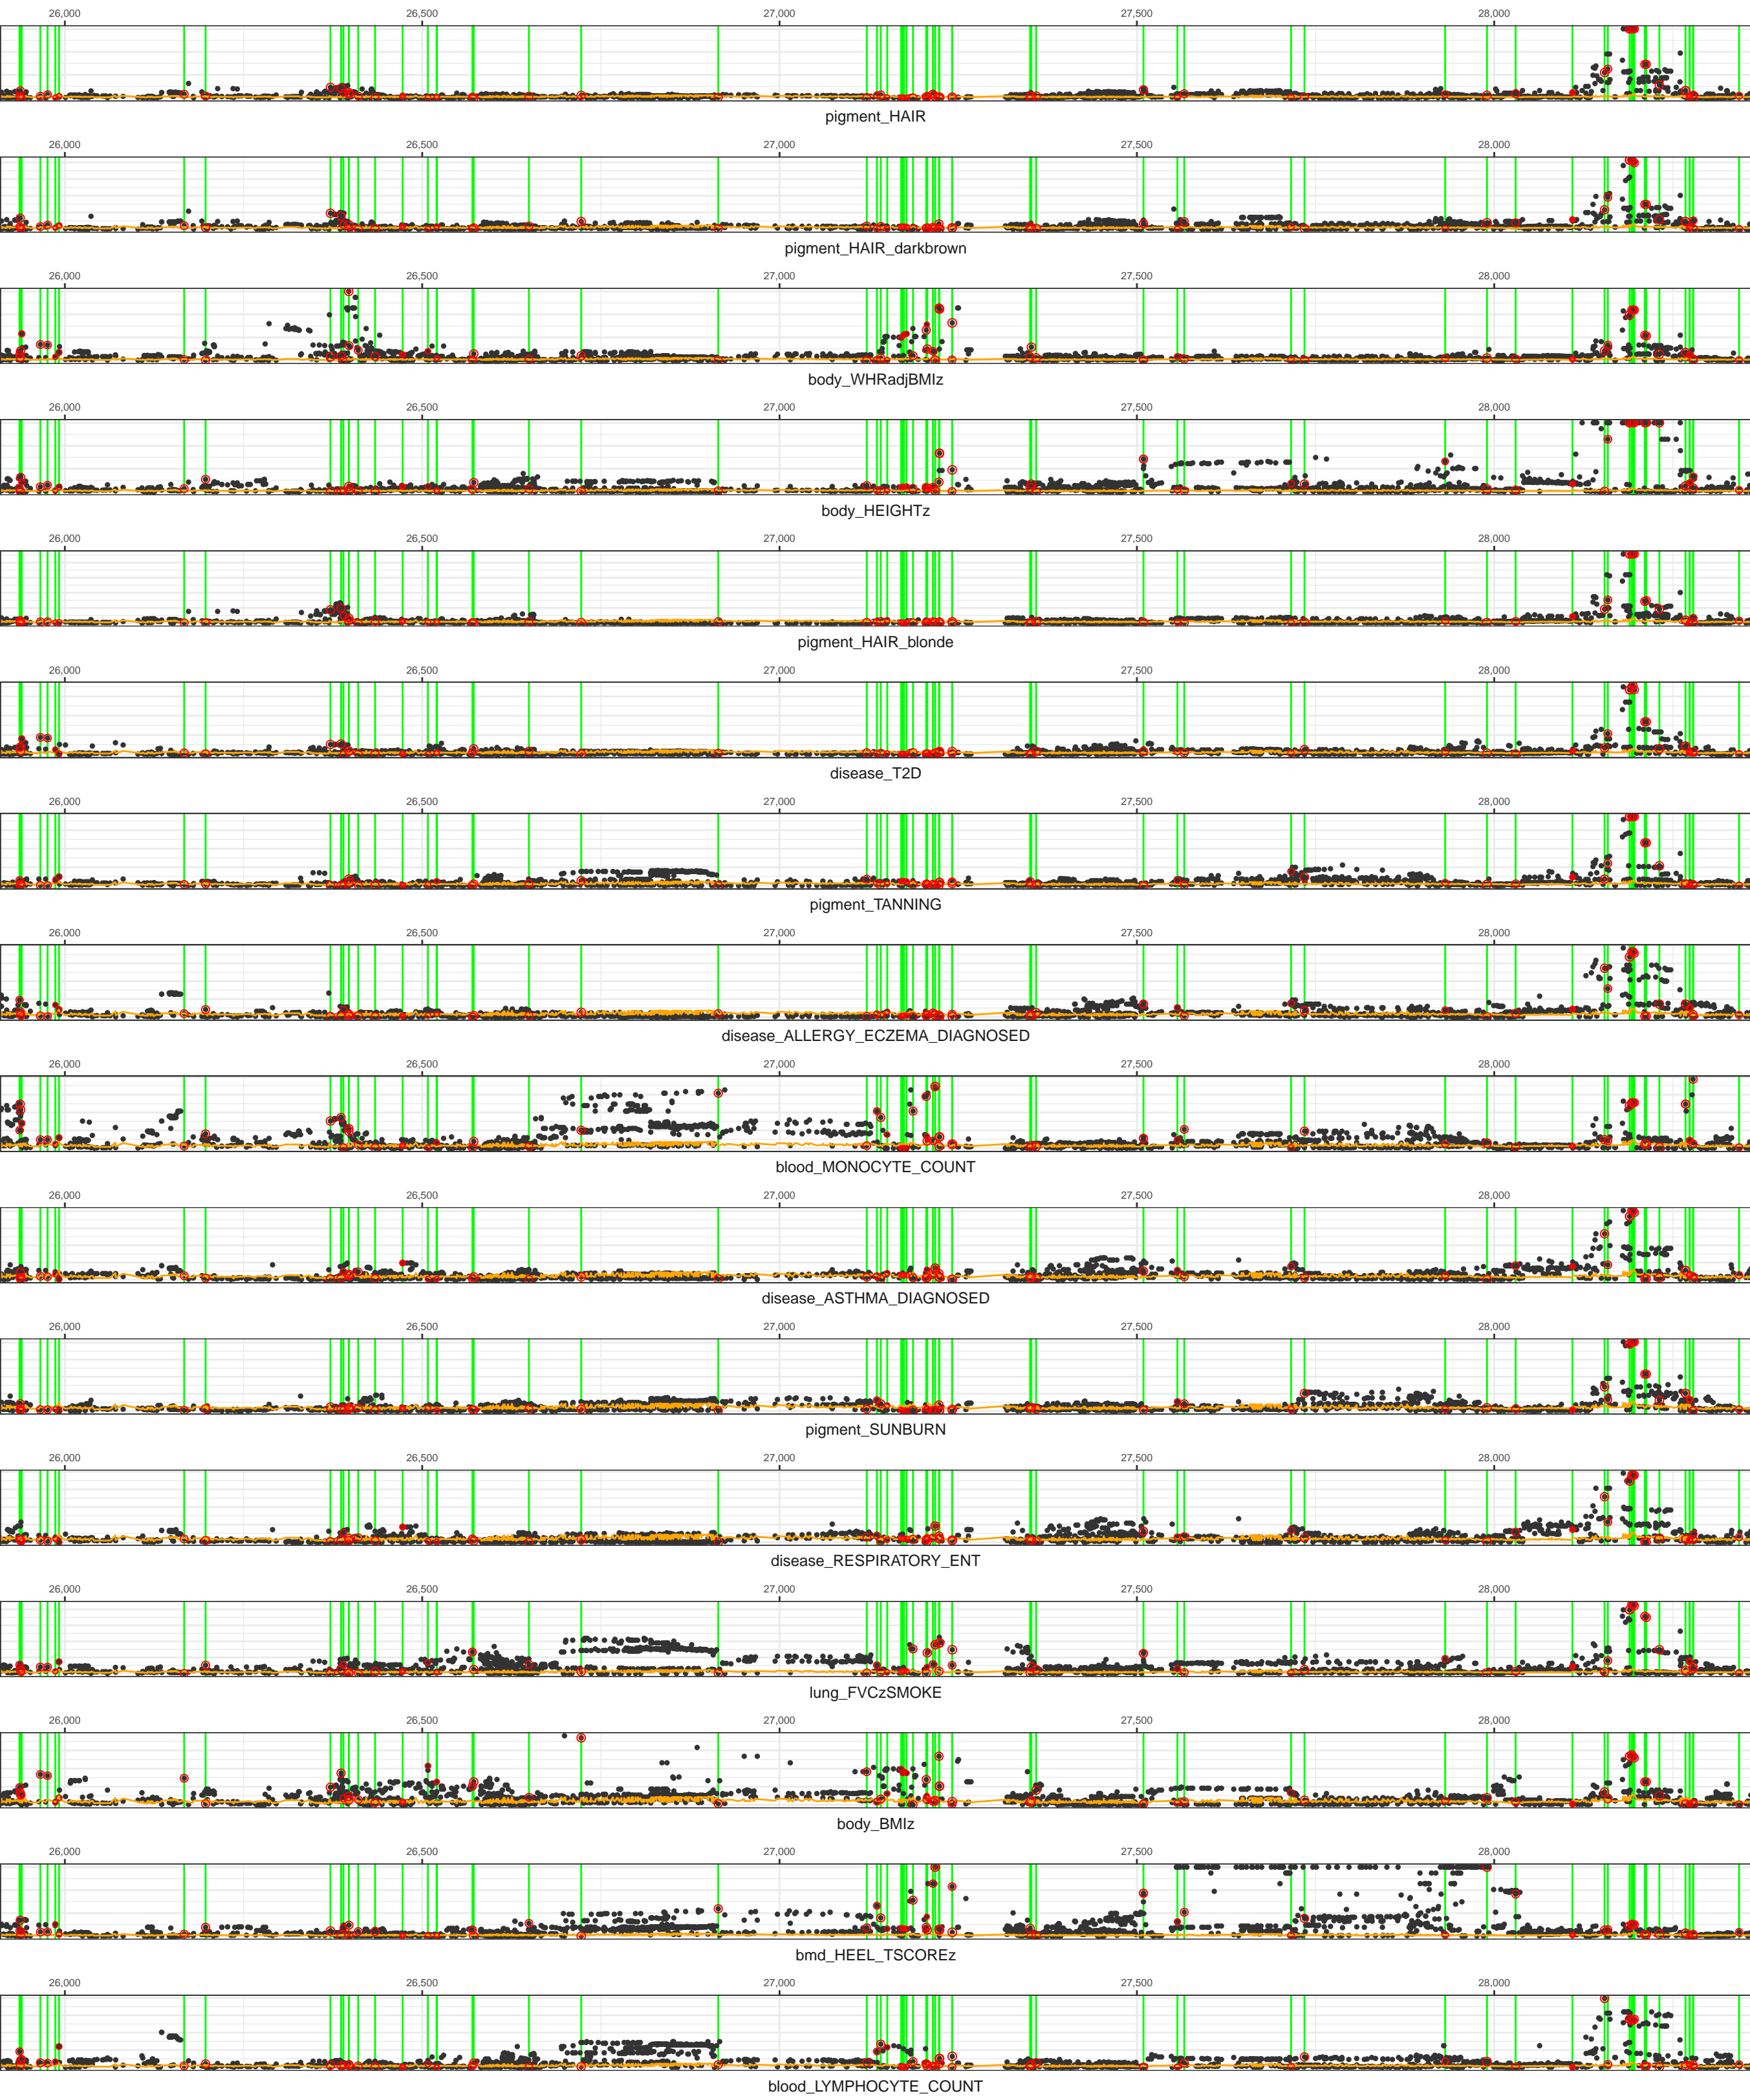 26,000 26,500 27,000 27,500 28,000
pigment_HAIR
26,000 26,500 27,000 27,500 28,000
pigment_HAIR_darkbrown
26,000 26,500 27,000 27,500 28,000
body_WHRadjBMIz
26,000 26,500 27,000 27,500 28,000
body_HEIGHTz
26,000 26,500 27,000 27,500 28,000
pigment_HAIR_blonde
26,000 26,500 27,000 27,500 28,000
disease_T2D
26,000 26,500 27,000 27,500 28,000
pigment_TANNING
26,000 26,500 27,000 27,500 28,000
disease_ALLERGY_ECZEMA_DIAGNOSED
26,000 26,500 27,000 27,500 28,000
blood_MONOCYTE_COUNT
26,000 26,500 27,000 27,500 28,000
disease_ASTHMA_DIAGNOSED
26,000 26,500 27,000 27,500 28,000
pigment_SUNBURN
26,000 26,500 27,000 27,500 28,000
disease_RESPIRATORY_ENT
26,000 26,500 27,000 27,500 28,000
lung_FVCzSMOKE
26,000 26,500 27,000 27,500 28,000
body_BMIz
26,000 26,500 27,000 27,500 28,000
bmd_HEEL_TSCOREz
26,000 26,500 27,000 27,500 28,000
blood_LYMPHOCYTE_COUNT